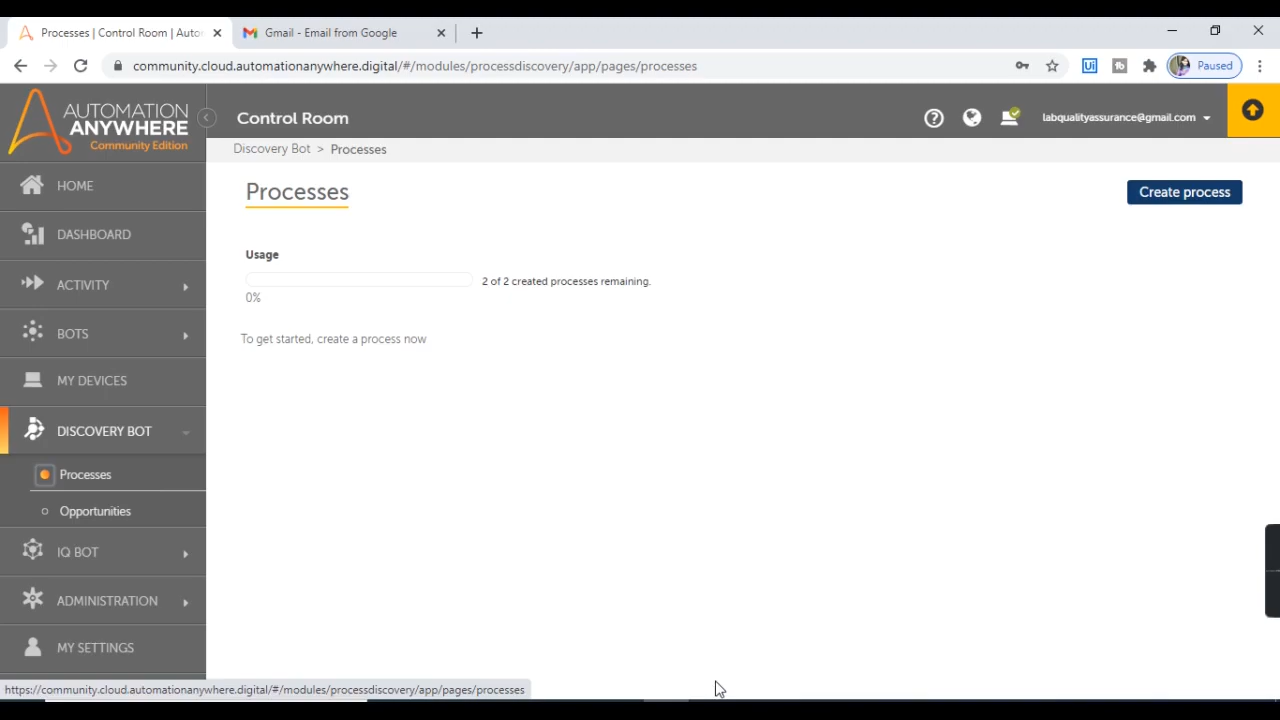 Processes | Control Room | Auto
Gmail - Email from Google
community.cloud.automationanywhere.digital/#/modules/processdiscovery/app/pages/processes
Paused
AUTOMATION
ANYWHERE
Community Edition
Control Room
labqualityassurance@gmail.com
Discovery Bot > Processes
HOME
DASHBOARD
ACTIVITY
BOTS
MY DEVICES
DISCOVERY BOT
Processes
Opportunities
IQ BOT
ADMINISTRATION
MY SETTINGS
Processes
Create process
Usage
2 of 2 created processes remaining.
0%
To get started, create a process now
https://community.cloud.automationanywhere.digital/#/modules/processdiscovery/app/pages/processes